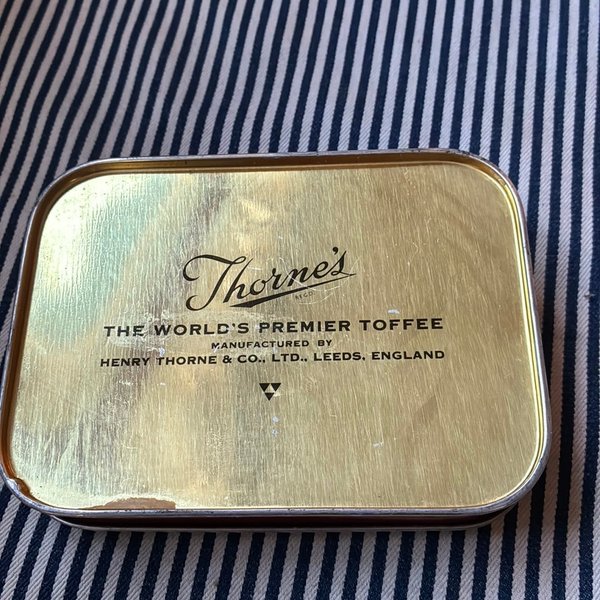 Thorne's
REGD.
THE WORLD'S PREMIER TOFFEE
MANUFACTURED BY
HENRY THORNE & CO., LTD., LEEDS, ENGLAND